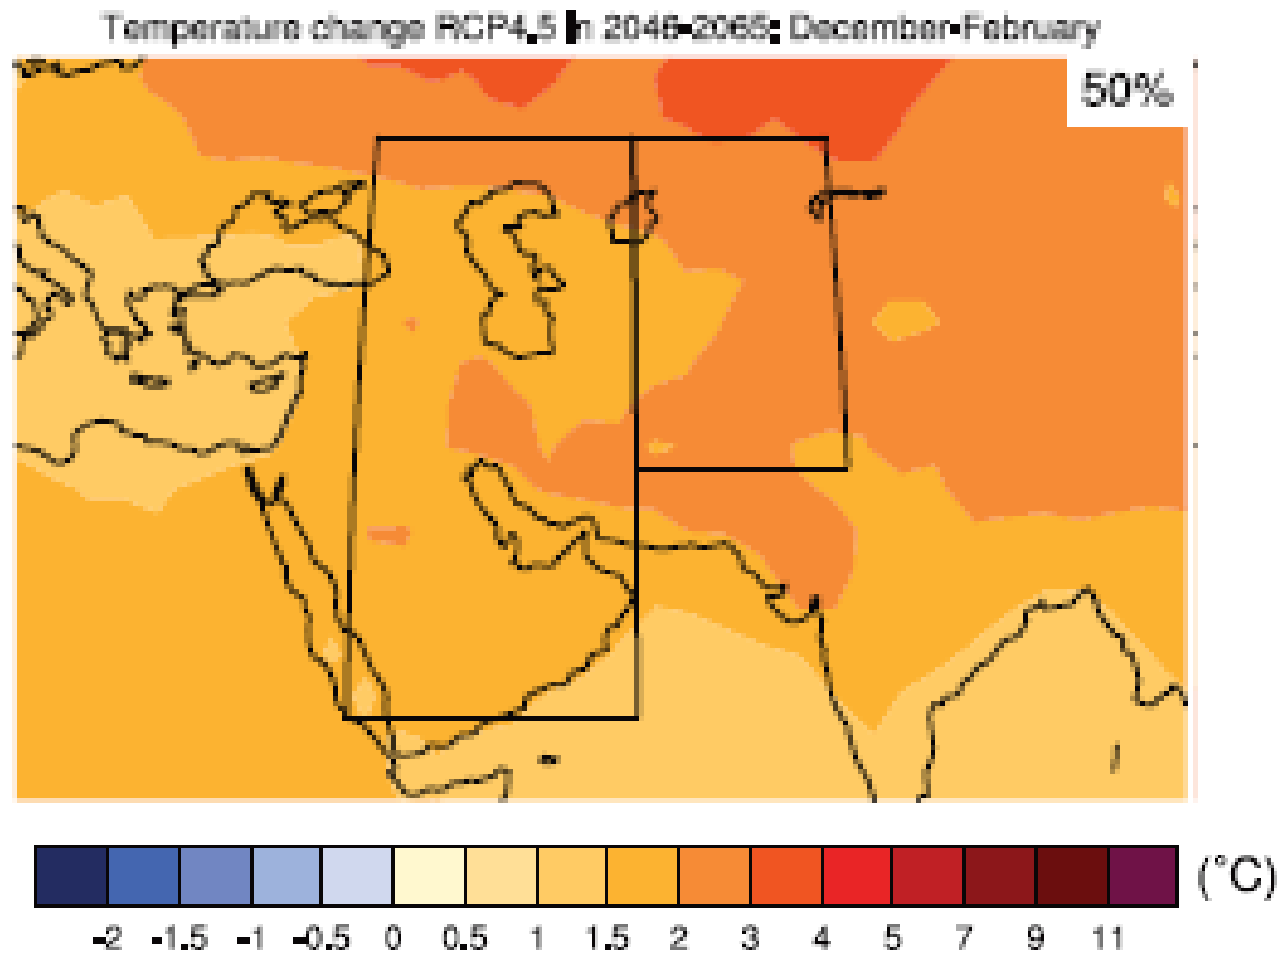 Temperature change RCP4.5 in 2046-2065: December-February
50%
(°C)
-2 -1.5 -1 -0.5 0 0.5 1 1.5 2 3 4 5 7 9 11